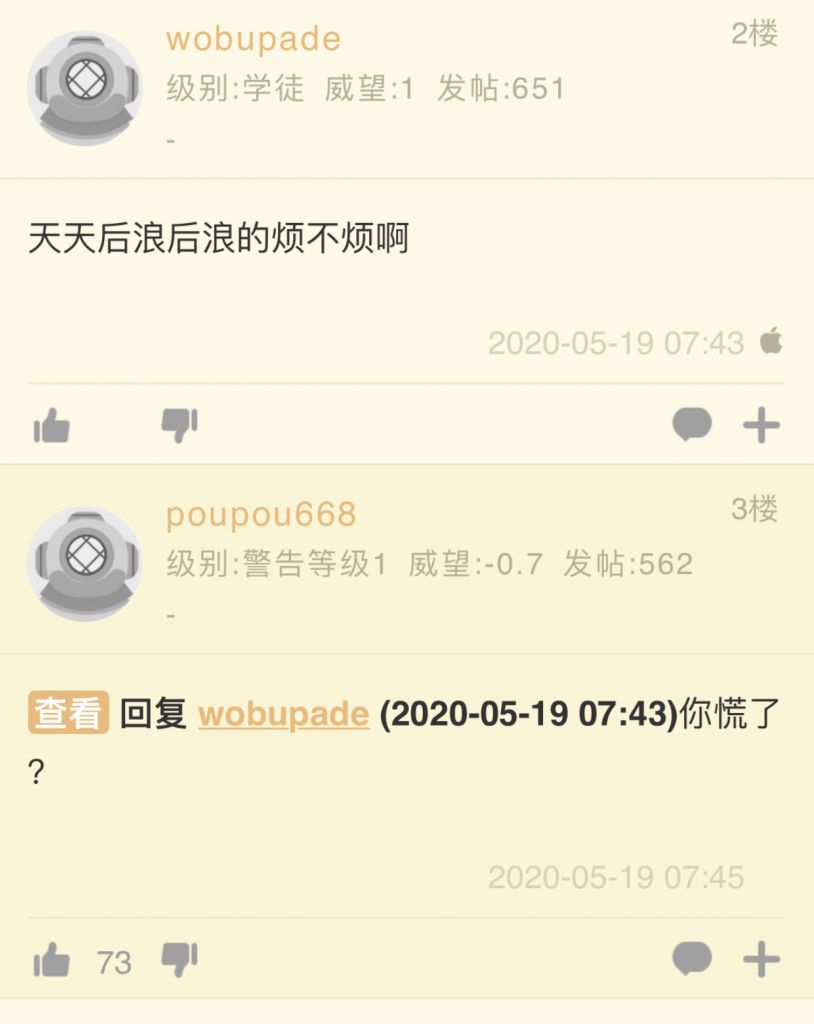 wobupade
2楼
级别:学徒 威望:1 发帖:651
-
天天后浪后浪的烦不烦啊
2020-05-19 07:43
poupou668
3楼
级别:警告等级1 威望:-0.7 发帖:562
-
查看 回复 wobupade (2020-05-19 07:43)你慌了
?
2020-05-19 07:45
73